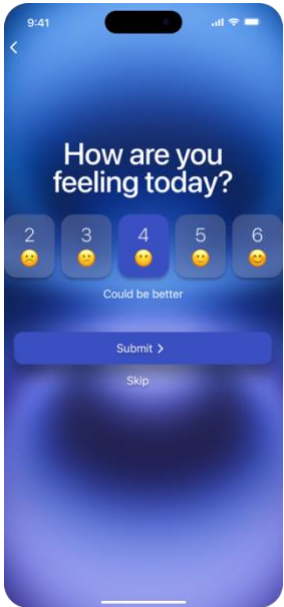 9:41
How are you
feeling today?
2 3 4 5 6
Could be better
Submit >
Skip